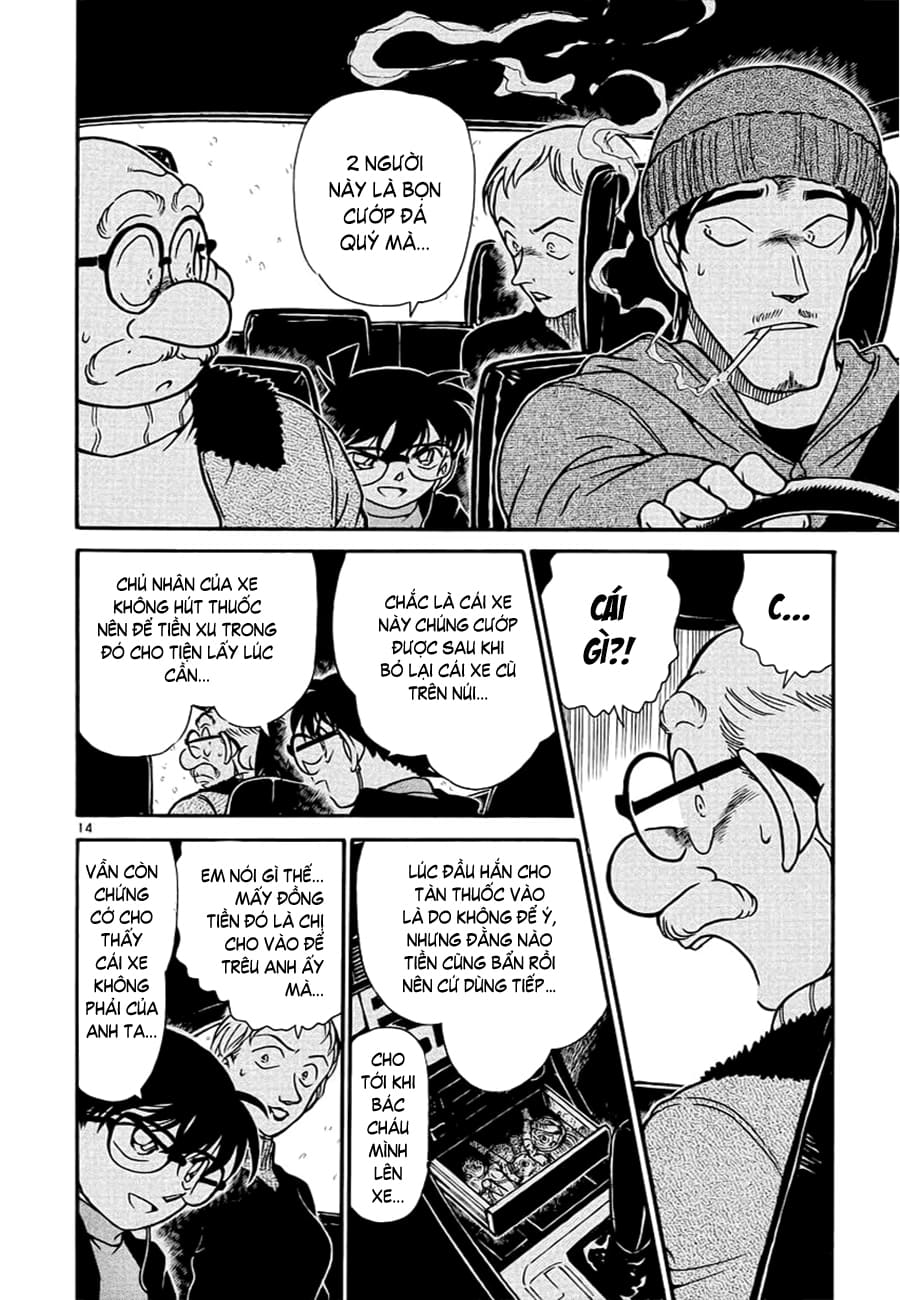 2 NGƯỜI
NÀY LÀ BỌN
CƯỚP ĐÁ
QUÝ MÀ...
C...
CÁI
GÌ?!
CHẮC LÀ CÁI XE
NÀY CHÚNG CƯỚP
ĐƯỢC SAU KHI
BỎ LẠI CÁI XE CŨ
TRÊN NÚI...
CHỦ NHÂN CỦA XE
KHÔNG HÚT THUỐC
NÊN ĐỂ TIỀN XU TRONG
ĐÓ CHO TIỆN LẤY LÚC
CẦN...
14
LÚC ĐẦU HẮN CHO
TÀN THUỐC VÀO
LÀ DO KHÔNG ĐỂ Ý,
NHƯNG ĐẰNG NÀO
TIỀN CŨNG BẨN RỒI
NÊN CỨ DÙNG TIẾP...
CHO
TỚI KHI
BÁC
CHÁU
MÌNH
LÊN
XE...
EM NÓI GÌ THẾ...
MẤY ĐỒNG
TIỀN ĐÓ LÀ CHỊ
CHO VÀO ĐỂ
TRÊU ANH ẤY
MÀ...
VẪN CÒN
CHỨNG
CỚ CHO
THẤY
CÁI XE
KHÔNG
PHẢI CỦA
ANH TA...